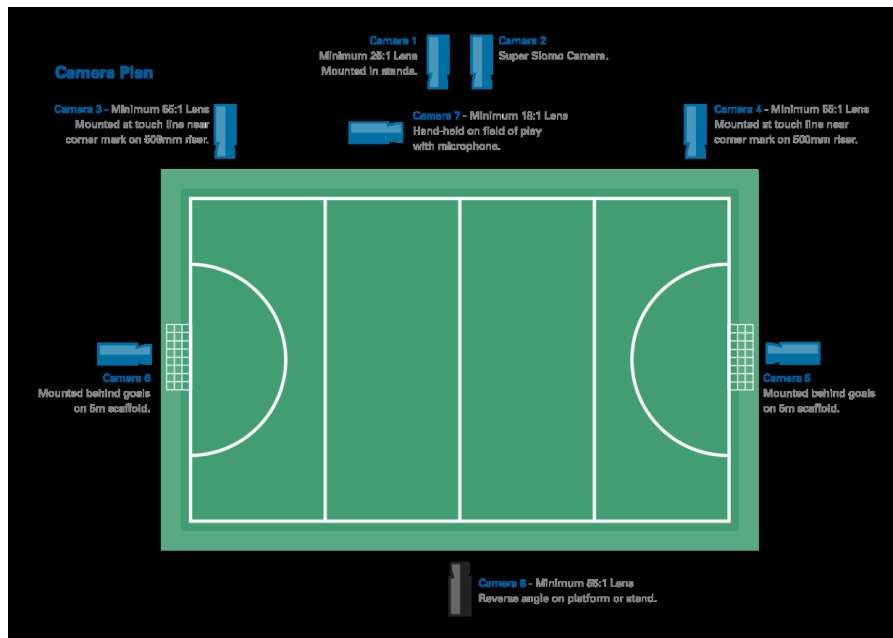 Camera Plan
Camera 1
Minimum 25:1 Lens
Mounted in stands.
Camera 2
Super Slomo Camera.
Camera 3 - Minimum 55:1 Lens
Mounted at touch line near
corner mark on 500mm riser.
Camera 7 - Minimum 18:1 Lens
Hand-held on field of play
with microphone.
Camera 4 - Minimum 55:1 Lens
Mounted at touch line near
corner mark on 500mm riser.
Camera 6
Mounted behind goals
on 5m scaffold.
Camera 5
Mounted behind goals
on 5m scaffold.
Camera 8 - Minimum 55:1 Lens
Reverse angle on platform or stand.